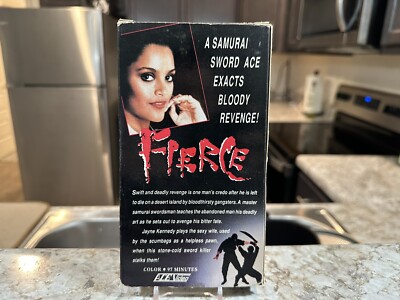 A SAMURAI
SWORD ACE
EXACTS
BLOODY
REVENGE!
FIERCE
Swift and deadly revenge is one man's credo after he is left
to die on a desert island by bloodthirsty gangsters. A master
samurai swordsman teaches the abandoned man his deadly
art as he sets out to avenge his bitter fate.
Jayne Kennedy plays the sexy wife, used
by the scumbags as a helpless pawn,
when this stone-cold sword killer
stalks them!
COLOR # 97 MINUTES
ACE Video